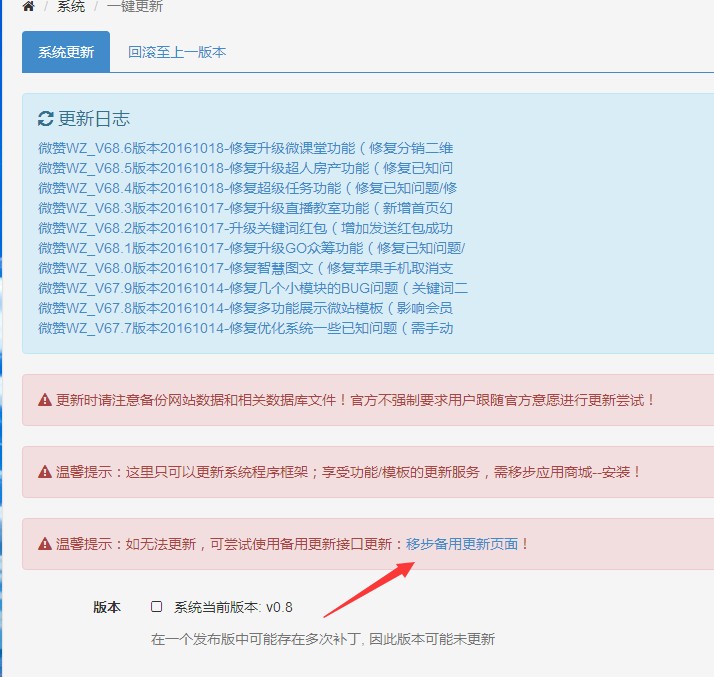 / 系统 / 一键更新
系统更新 回滚至上一版本
更新日志
微赞WZ_V68.6版本20161018-修复升级微课堂功能（修复分销二维
微赞WZ_V68.5版本20161018-修复升级超人房产功能（修复已知问
微赞WZ_V68.4版本20161018-修复超级任务功能（修复已知问题/修
微赞WZ_V68.3版本20161017-修复升级直播教室功能（新增首页幻
微赞WZ_V68.2版本20161017-升级关键词红包（增加发送红包成功
微赞WZ_V68.1版本20161017-修复升级GO众筹功能（修复已知问题/
微赞WZ_V68.0版本20161017-修复智慧图文（修复苹果手机取消支
微赞WZ_V67.9版本20161014-修复几个小模块的BUG问题（关键词二
微赞WZ_V67.8版本20161014-修复多功能展示微站模板（影响会员
微赞WZ_V67.7版本20161014-修复优化系统一些已知问题（需手动
更新时请注意备份网站数据和相关数据库文件！官方不强制要求用户跟随官方意愿进行更新尝试！
温馨提示：这里只可以更新系统程序框架；享受功能/模板的更新服务，需移步应用商城--安装！
温馨提示：如无法更新，可尝试使用备用更新接口更新：移步备用更新页面！
版本 系统当前版本: v0.8
在一个发布版中可能存在多次补丁, 因此版本可能未更新